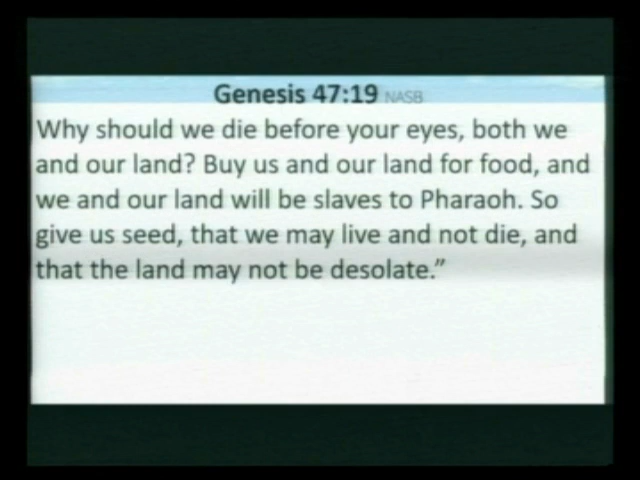 Genesis 47:19 NASB
Why should we die before your eyes, both we
and our land? Buy us and our land for food, and
we and our land will be slaves to Pharaoh. So
give us seed, that we may live and not die, and
that the land may not be desolate.”